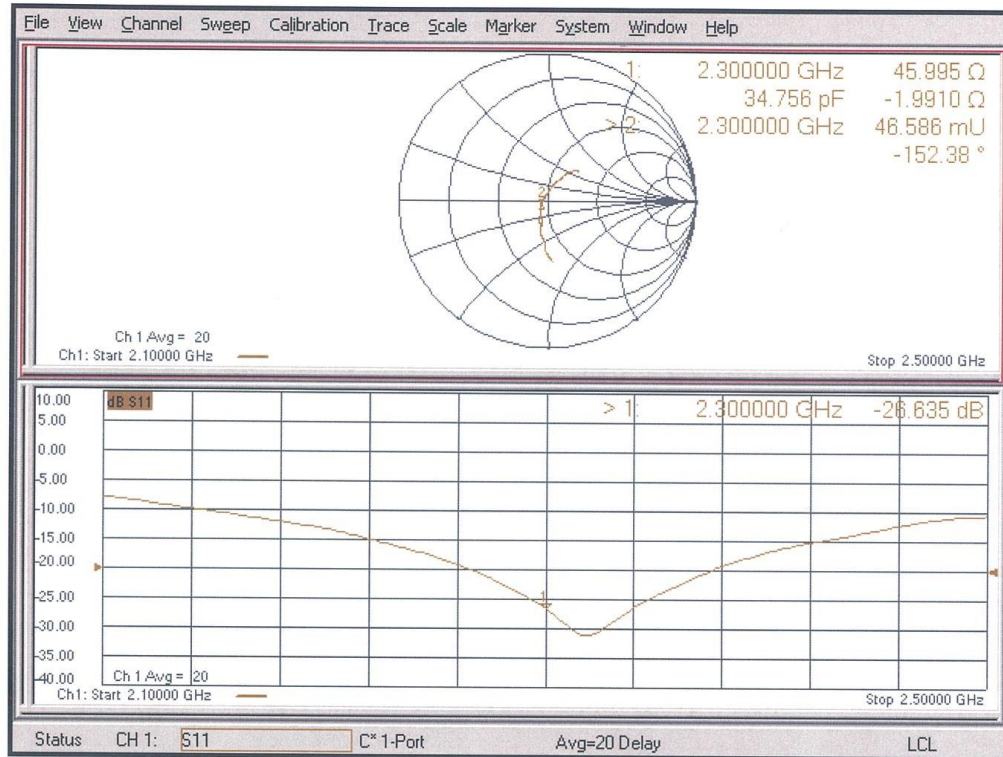 File View Channel Sweep Calibration Trace Scale Marker System Window Help
1: 2.300000 GHz 45.995 Ω
34.756 pF -1.9910 Ω
> 2: 2.300000 GHz 46.586 mU
-152.38 °
2
Ch 1 Avg = 20
Ch1: Start 2.10000 GHz
Stop 2.50000 GHz
10.00
dB S11
> 1: 2.300000 GHz -26.635 dB
5.00
0.00
-5.00
-10.00
-15.00
-20.00
-25.00
1
-30.00
-35.00
-40.00
Ch 1 Avg = 20
Ch1: Start 2.10000 GHz
Stop 2.50000 GHz
Status CH 1: S11 C* 1-Port Avg=20 Delay LCL